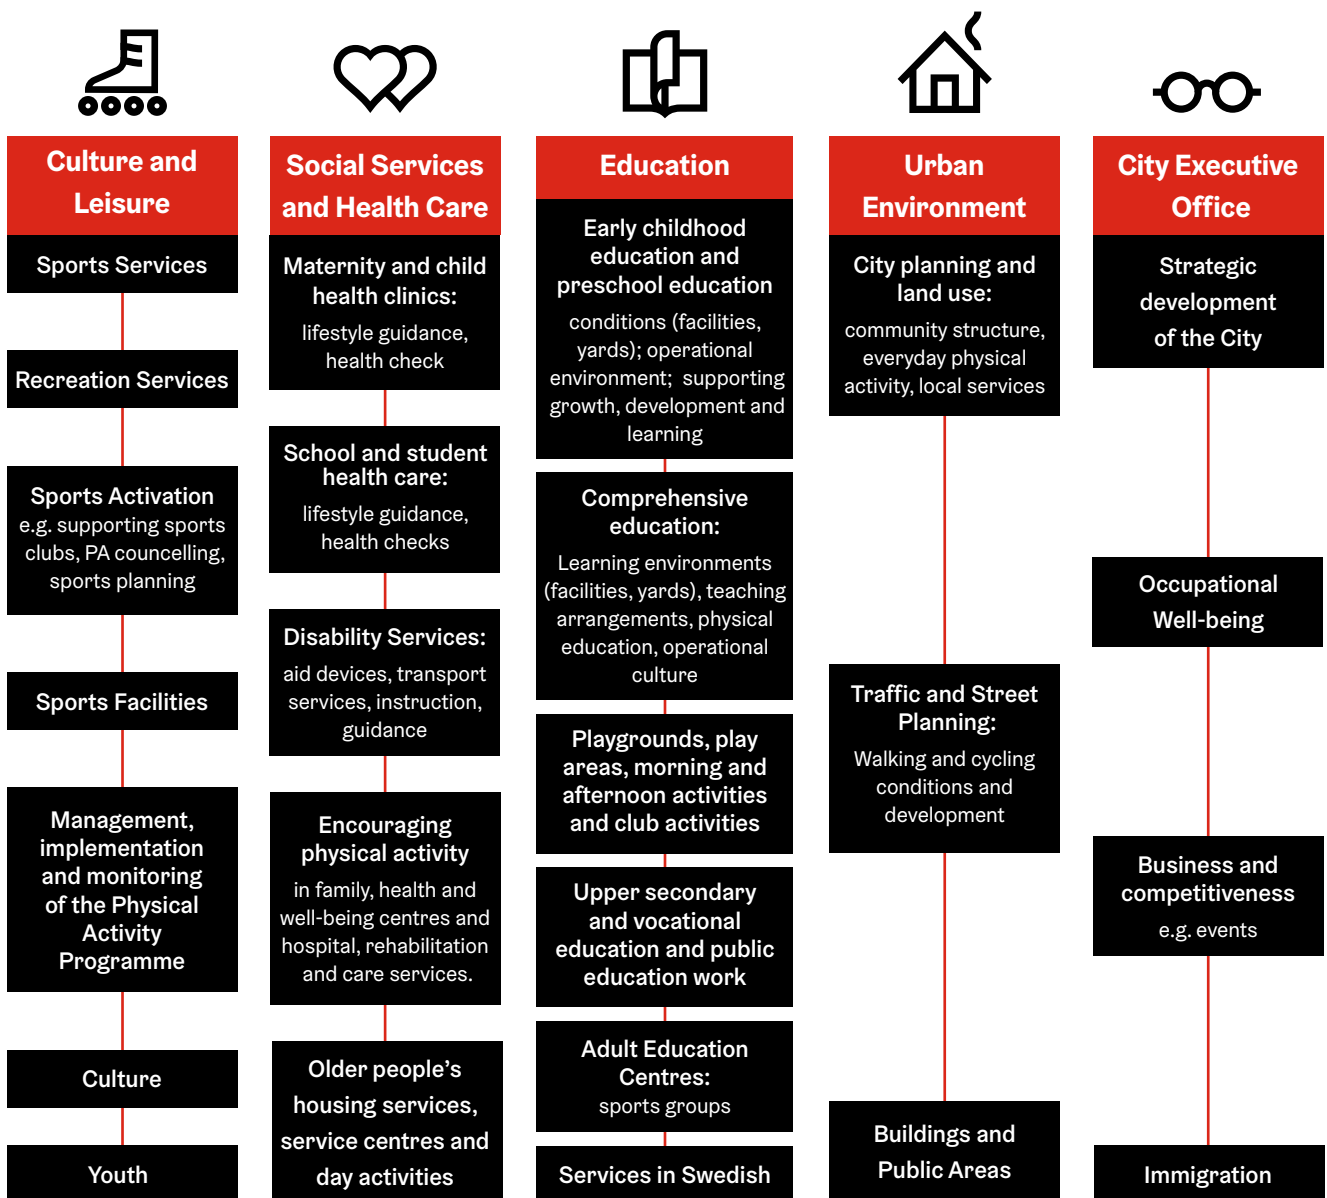 Culture and
Leisure
Sports Services
Recreation Services
Sports Activation
e.g. supporting sports
clubs, PA councelling,
sports planning
Sports Facilities
Management,
implementation
and monitoring
of the Physical
Activity
Programme
Culture
Youth
Social Services
and Health Care
Maternity and child
health clinics:
lifestyle guidance,
health check
School and student
health care:
lifestyle guidance,
health checks
Disability Services:
aid devices, transport
services, instruction,
guidance
Encouraging
physical activity
in family, health and
well-being centres and
hospital, rehabilitation
and care services.
Older people’s
housing services,
service centres and
day activities
Education
Early childhood
education and
preschool education
conditions (facilities,
yards); operational
environment; supporting
growth, development and
learning
Comprehensive
education:
Learning environments
(facilities, yards), teaching
arrangements, physical
education, operational
culture
Playgrounds, play
areas, morning and
afternoon activities
and club activities
Upper secondary
and vocational
education and public
education work
Adult Education
Centres:
sports groups
Services in Swedish
Urban
Environment
City planning and
land use:
community structure,
everyday physical
activity, local services
Traffic and Street
Planning:
Walking and cycling
conditions and
development
Buildings and
Public Areas
City Executive
Office
Strategic
development
of the City
Occupational
Well-being
Business and
competitiveness
e.g. events
Immigration